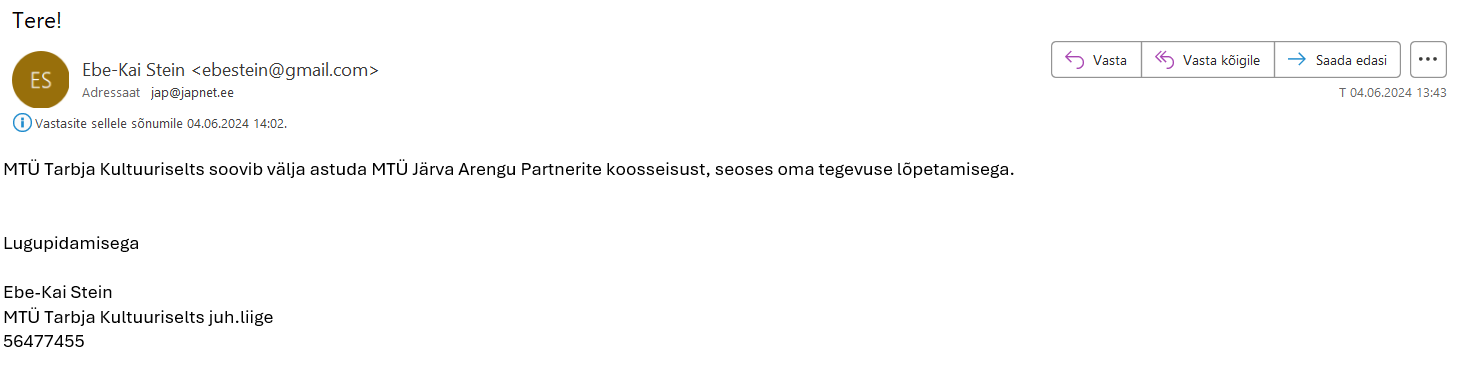 Tere!
ES
Ebe-Kai Stein <ebestein@gmail.com>
Adressaat jap@japnet.ee
Vasta
Vasta kõigile
Saada edasi
T 04.06.2024 13:43
Vastasite sellele sõnumile 04.06.2024 14:02.
MTÜ Tarbja Kultuuriselts soovib välja astuda MTÜ Järva Arengu Partnerite koosseisust, seoses oma tegevuse lõpetamisega.
Lugupidamisega
Ebe-Kai Stein
MTÜ Tarbja Kultuuriselts juh.liige
56477455